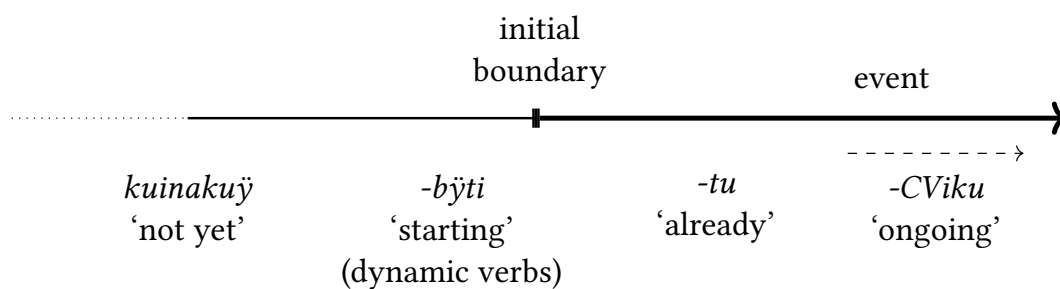 initial
boundary
event
kuinakuÿ -bÿti -tu -CViku
‘not yet’ ‘starting’ ‘already’ ‘ongoing’
(dynamic verbs)